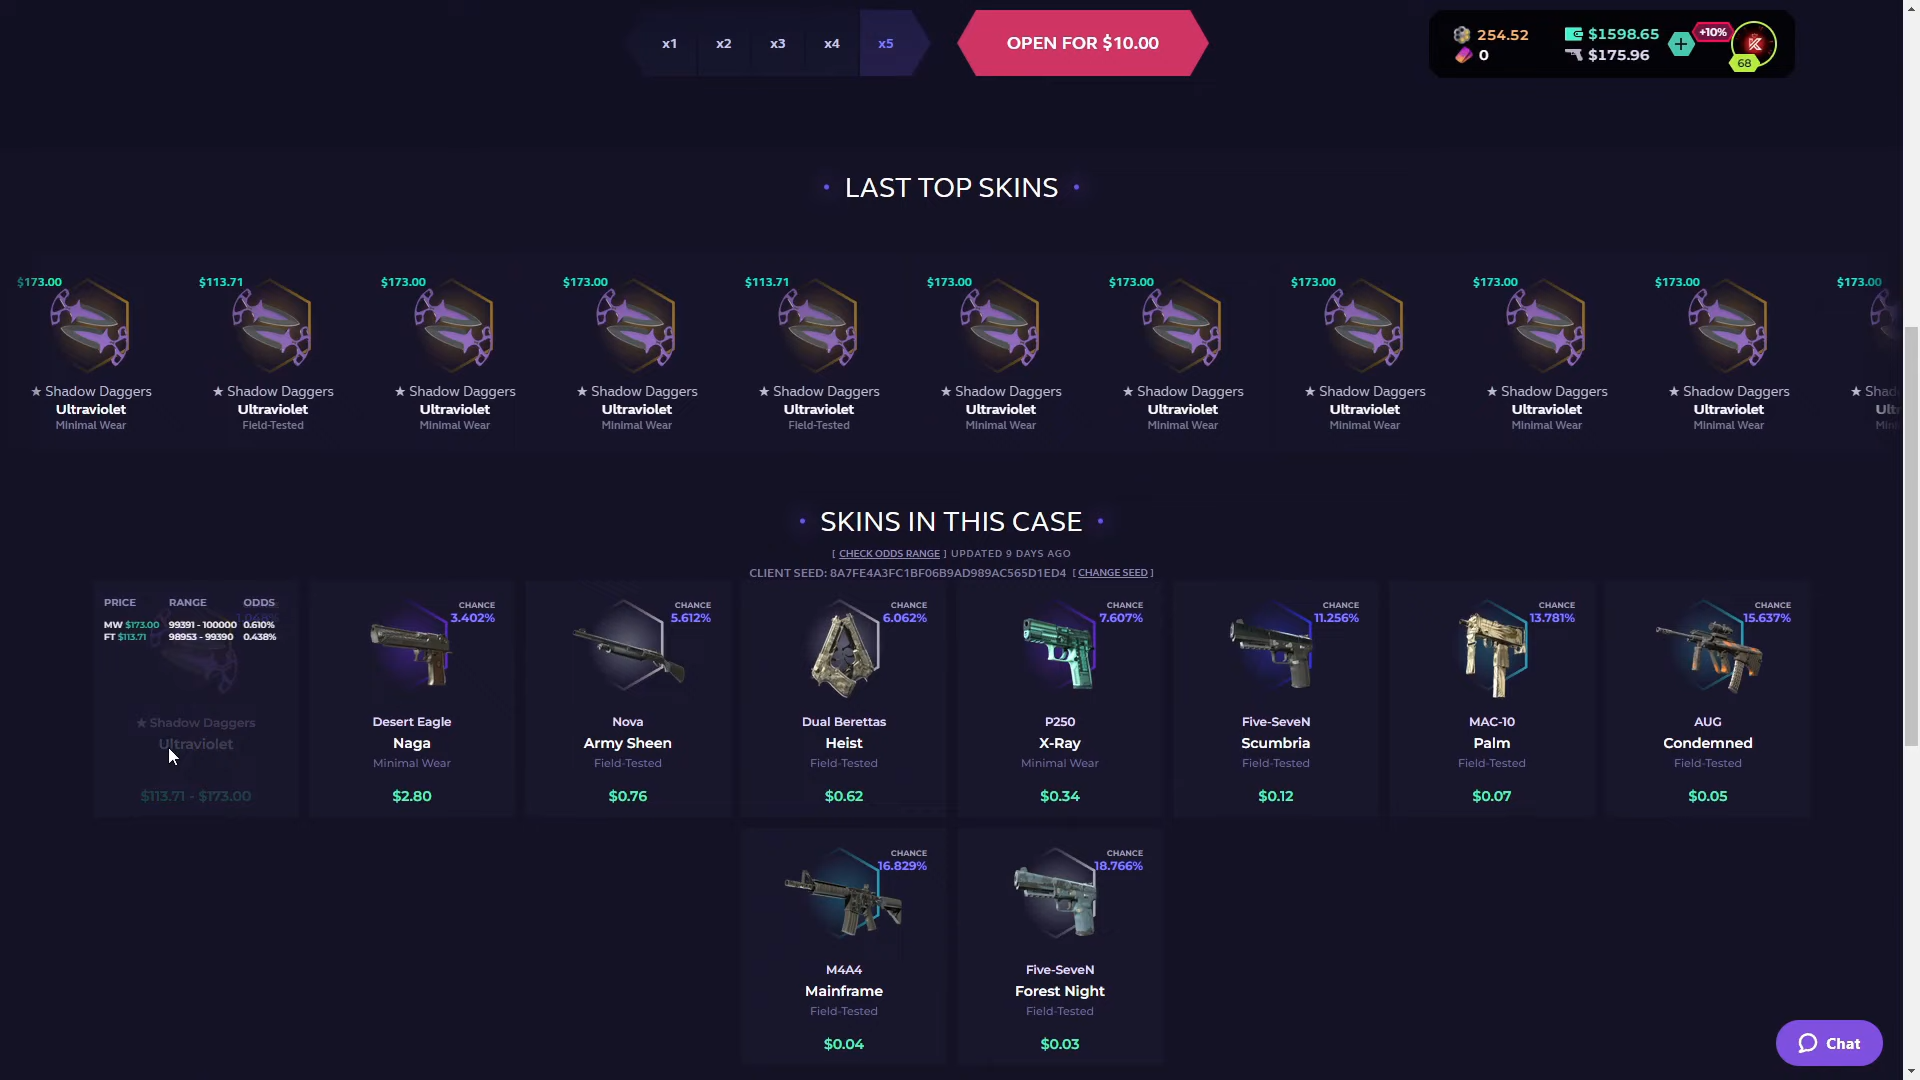 x1 x2 x3 x4 x5
OPEN FOR $10.00
254.52
0
$1598.65
$175.96
+10%
68
LAST TOP SKINS
$173.00 $113.71 $173.00 $173.00 $113.71 $173.00 $173.00 $173.00 $173.00 $173.00 $173.00
★ Shadow Daggers ★ Shadow Daggers ★ Shadow Daggers ★ Shadow Daggers ★ Shadow Daggers ★ Shadow Daggers ★ Shadow Daggers ★ Shadow Daggers ★ Shadow Daggers ★ Shadow Daggers ★ Shad
Ultraviolet Ultraviolet Ultraviolet Ultraviolet Ultraviolet Ultraviolet Ultraviolet Ultraviolet Ultraviolet Ultraviolet Ultr
Minimal Wear Field-Tested Minimal Wear Minimal Wear Field-Tested Minimal Wear Minimal Wear Minimal Wear Minimal Wear Minimal Wear Mini
SKINS IN THIS CASE
[ CHECK ODDS RANGE ] UPDATED 9 DAYS AGO
CLIENT SEED: 8A7FE4A3FC1BF06B9AD989AC565D1ED4 [ CHANGE SEED ]
PRICE RANGE ODDS
MW $173.00 99391 - 100000 0.610%
FT $113.71 98953 - 99390 0.438%
★ Shadow Daggers
Ultraviolet
$113.71 - $173.00
CHANCE
3.402%
Desert Eagle
Naga
Minimal Wear
$2.80
CHANCE
5.612%
Nova
Army Sheen
Field-Tested
$0.76
CHANCE
6.062%
Dual Berettas
Heist
Field-Tested
$0.62
CHANCE
7.607%
P250
X-Ray
Minimal Wear
$0.34
CHANCE
11.256%
Five-SeveN
Scumbria
Field-Tested
$0.12
CHANCE
13.781%
MAC-10
Palm
Field-Tested
$0.07
CHANCE
15.637%
AUG
Condemned
Field-Tested
$0.05
CHANCE
16.829%
M4A4
Mainframe
Field-Tested
$0.04
CHANCE
18.766%
Five-SeveN
Forest Night
Field-Tested
$0.03
Chat